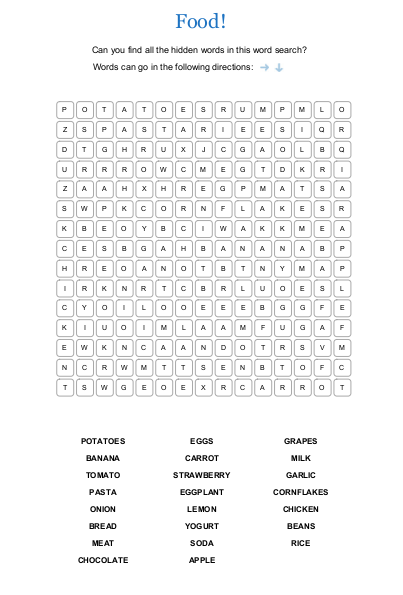 Food!
Can you find all the hidden words in this word search?
Words can go in the following directions:
P O T A T O E S R U M P M L O
Z S P A S T A R I E E S I Q R
D T G H R U X J C G A O L B Q
U R R R O W C M E G T D K R I
Z A A H X H R E G P M A T S A
S W P K C O R N F L A K E S R
K B E O Y B C I W A K K M E A
C E S B G A H B A N A N A B P
H R E O A N O T B T N Y M A P
I R K N R T C B R L U O E S L
C Y O I L O O E E E B G G F E
K I U O I M L A A M F U G A F
E W K N C A A N D O T R S V M
N C R W M T T S E N B T O F C
T S W G E O E X R C A R R O T
POTATOES EGGS GRAPES
BANANA CARROT MILK
TOMATO STRAWBERRY GARLIC
PASTA EGGPLANT CORNFLAKES
ONION LEMON CHICKEN
BREAD YOGURT BEANS
MEAT SODA RICE
CHOCOLATE APPLE